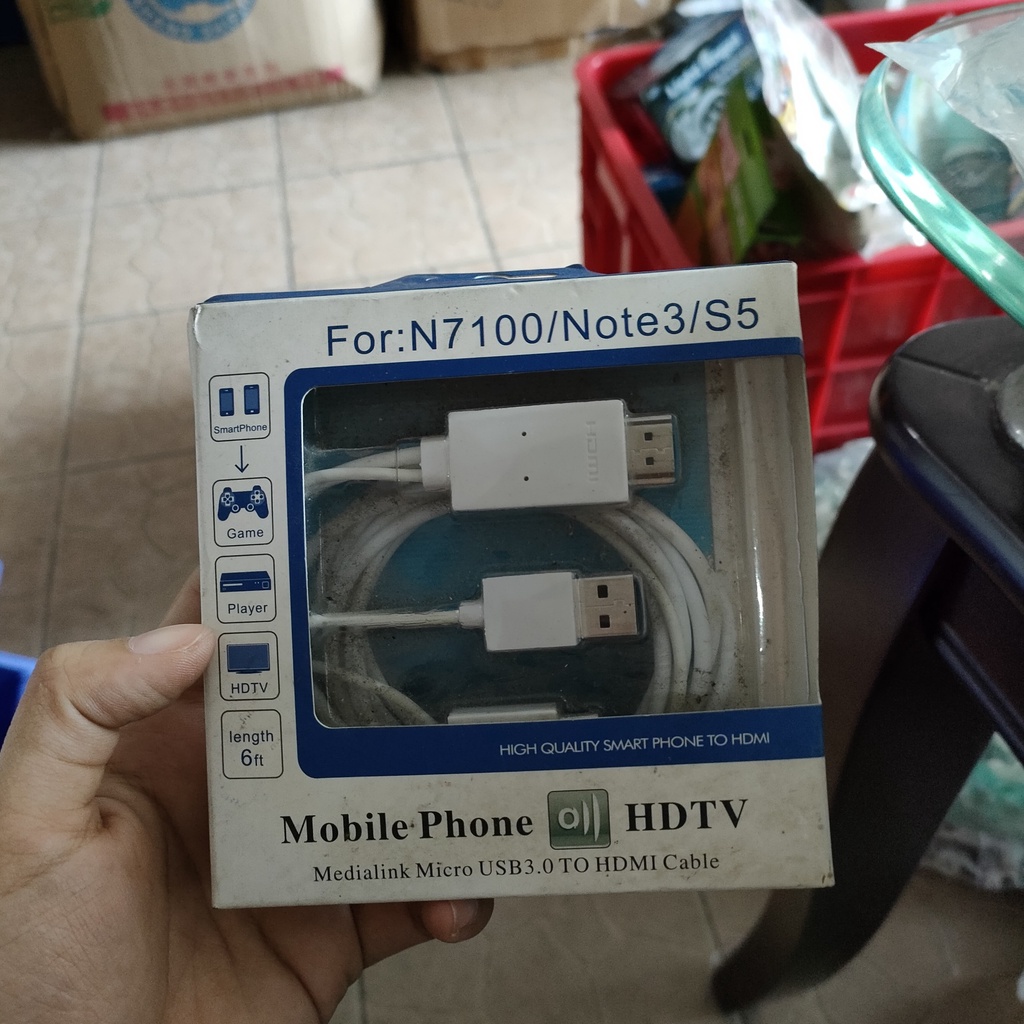 For:N7100/Note3/S5
SmartPhone
Game
Player
HDTV
length
6ft
HDMI
HIGH QUALITY SMART PHONE TO HDMI
Mobile Phone all HDTV
Medialink Micro USB3.0 TO HDMI Cable